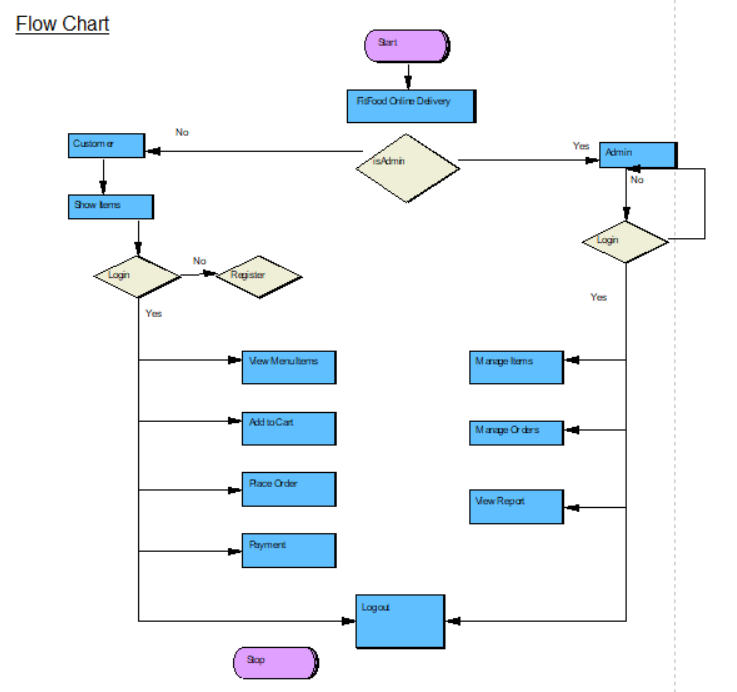 Flow Chart
Start
FitFood Online Delivery
No
Yes
Customer
isAdmin
Admin
No
Show Items
Login
Login
No
Register
Yes
Yes
View Menu Items
Manage Items
Add to Cart
Manage Orders
Place Order
View Report
Payment
Logout
Stop